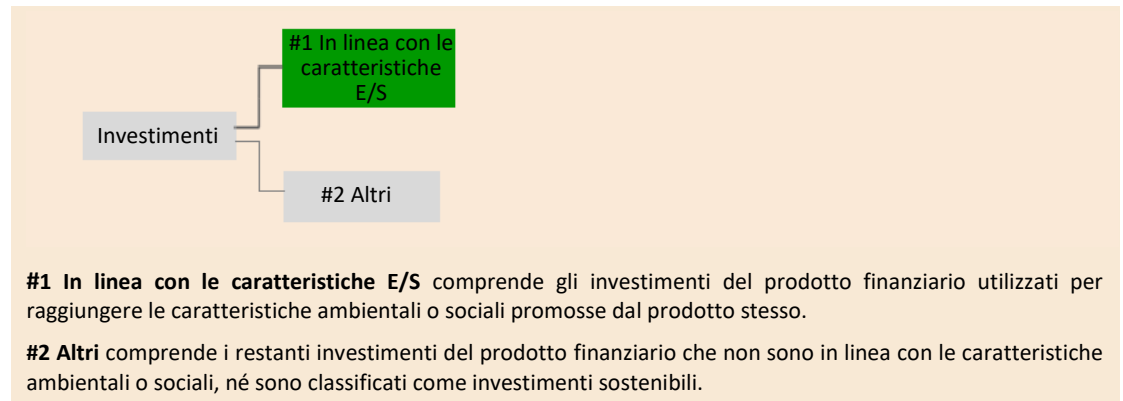 #1 In linea con le
caratteristiche
E/S
Investimenti
#2 Altri
#1 In linea con le caratteristiche E/S comprende gli investimenti del prodotto finanziario utilizzati per
raggiungere le caratteristiche ambientali o sociali promosse dal prodotto stesso.
#2 Altri comprende i restanti investimenti del prodotto finanziario che non sono in linea con le caratteristiche
ambientali o sociali, né sono classificati come investimenti sostenibili.